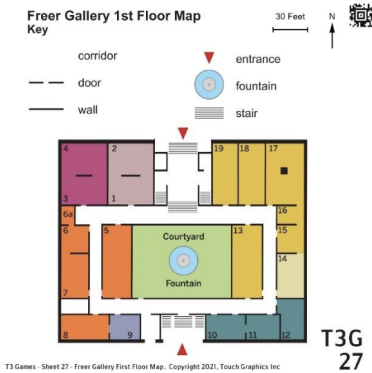 Freer Gallery 1st Floor Map
Key
30 Feet
N
corridor
door
wall
entrance
fountain
stair
4
2
19
18
17
3
1
16
6a
6
5
Courtyard
13
15
14
Fountain
7
8
9
10
11
12
T3G
27
T3 Games - Sheet 27 - Freer Gallery First Floor Map. Copyright 2021, Touch Graphics Inc